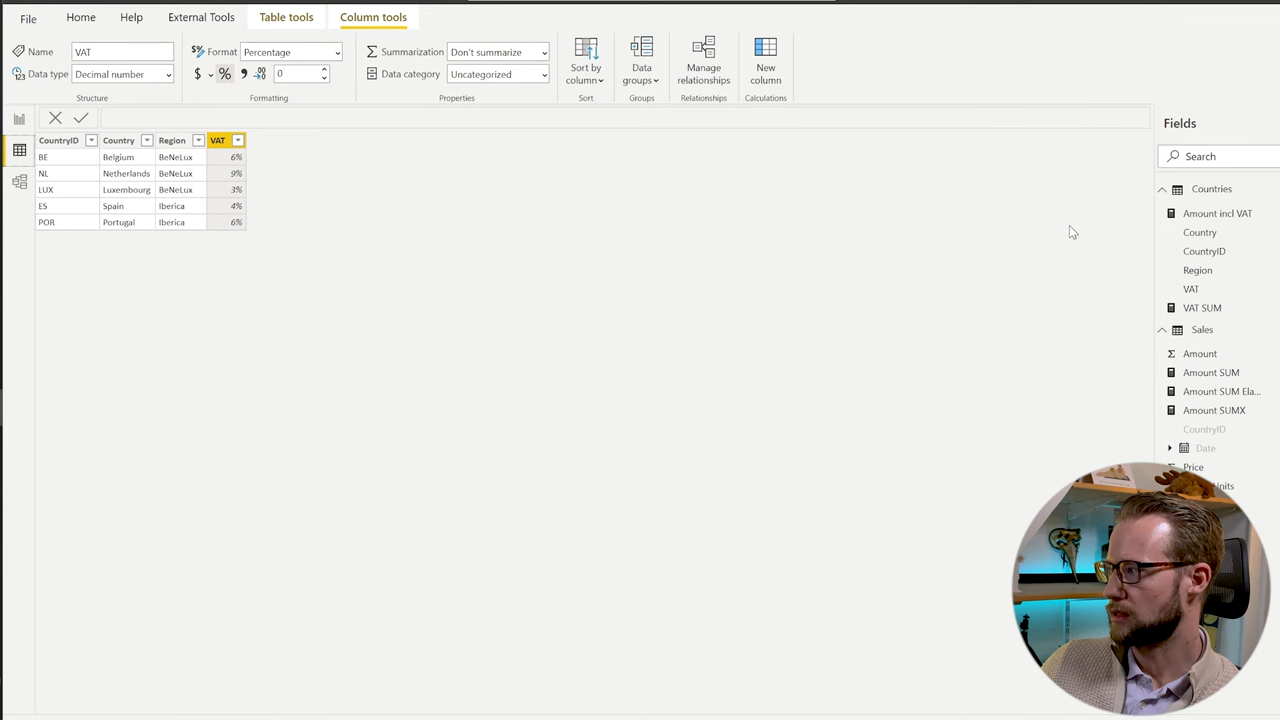 File Home Help External Tools Table tools Column tools
Name VAT
Data type Decimal number
Structure
Format Percentage
$ % 0
Formatting
Summarization Don't summarize
Data category Uncategorized
Properties
Sort by column
Sort
Data groups
Groups
Manage relationships
Relationships
New column
Calculations
CountryID Country Region VAT
BE Belgium BeNeLux 6%
NL Netherlands BeNeLux 9%
LUX Luxembourg BeNeLux 3%
ES Spain Iberica 4%
POR Portugal Iberica 6%
Fields
Search
Countries
Amount incl VAT
Country
CountryID
Region
VAT
VAT SUM
Sales
Amount
Amount SUM
Amount SUM Ela...
Amount SUMX
CountryID
Date
Price
Units